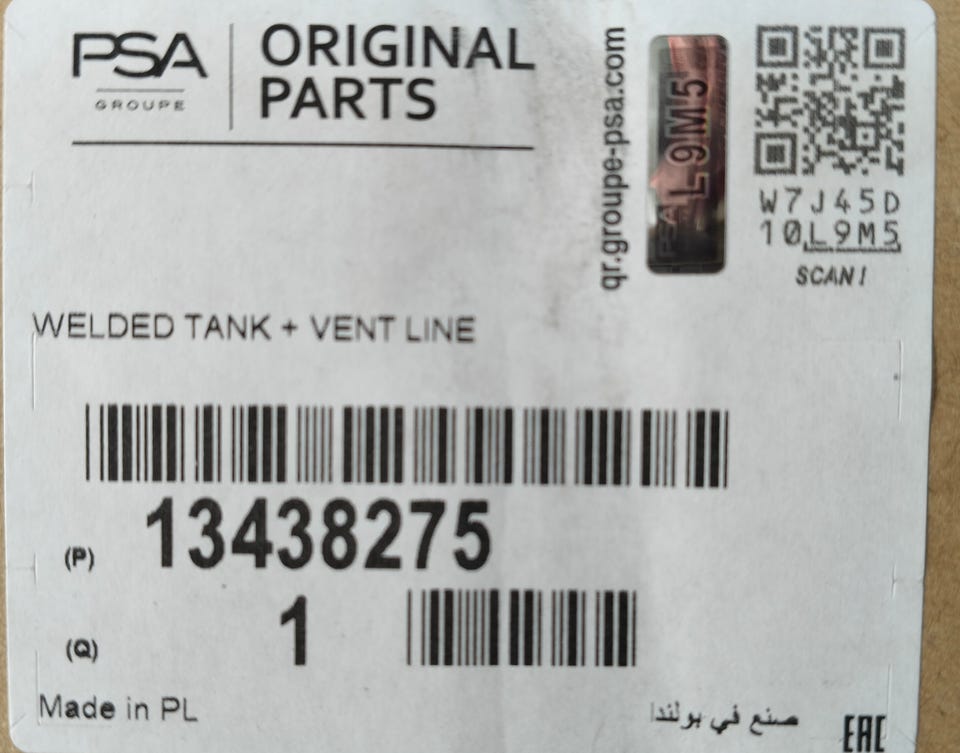 PSA
GROUPE
ORIGINAL
PARTS
qr.groupe-psa.com
PSA L9M5
W7J45D
10L9M5
SCAN!
WELDED TANK + VENT LINE
(P) 13438275
(Q) 1
Made in PL
صنع في بولندا
EAC